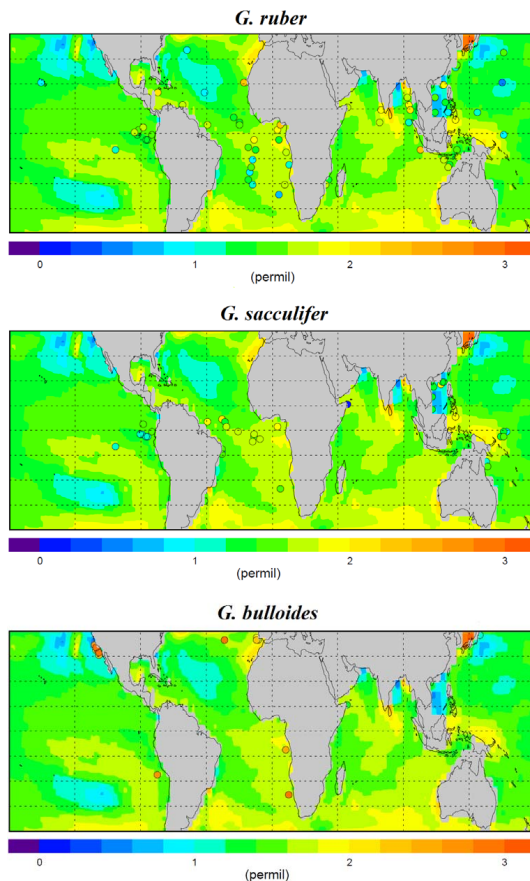 G. ruber
0 1 2 3
(permil)
G. sacculifer
0 1 2 3
(permil)
G. bulloides
0 1 2 3
(permil)